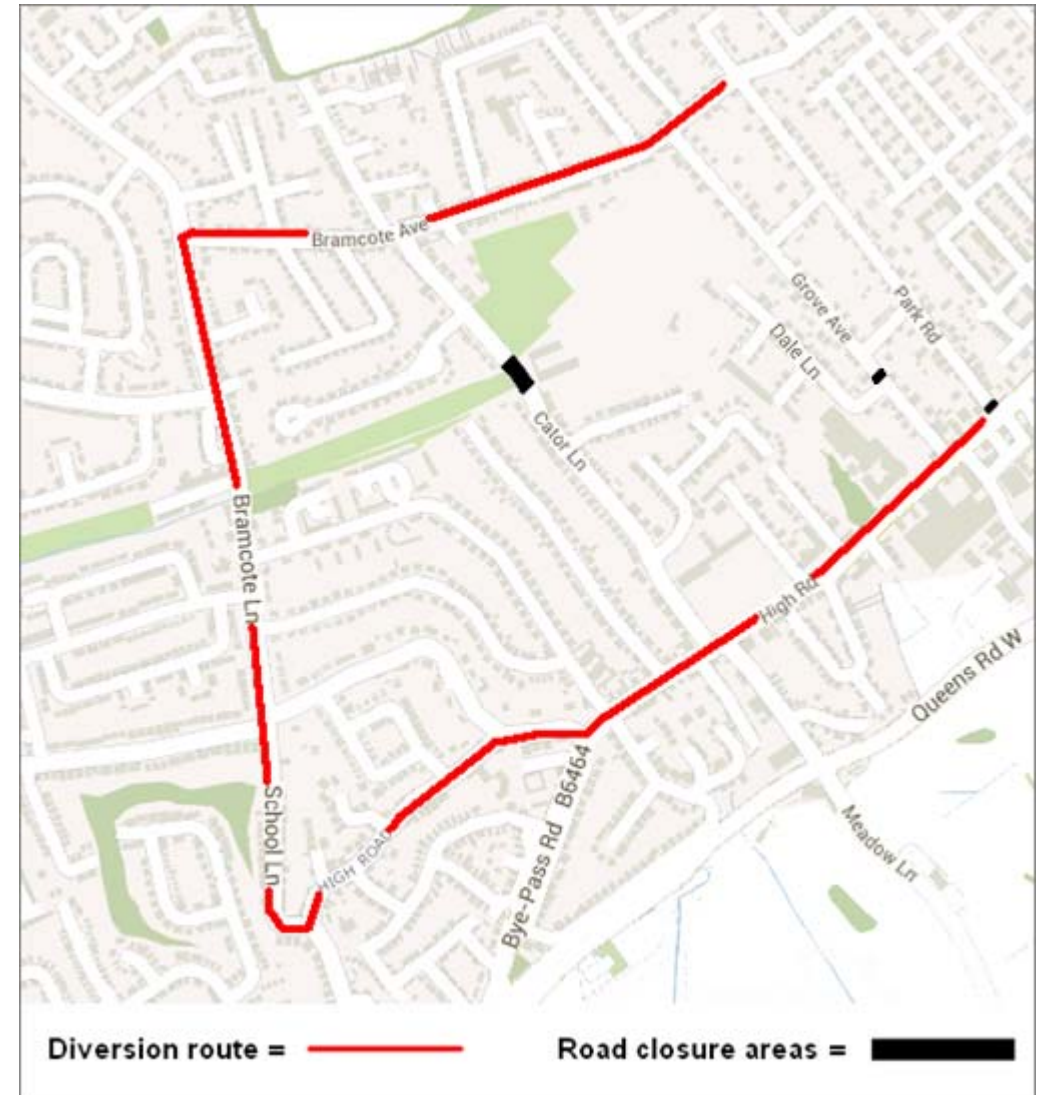 Bramcote Ave
Grove Ave
Park Rd
Dale Ln
Cator Ln
Bramcote Ln
High Rd
Queens Rd W
School Ln
HIGH ROAD
Bye-Pass Rd B6464
Meadow Ln
Diversion route =
Road closure areas =